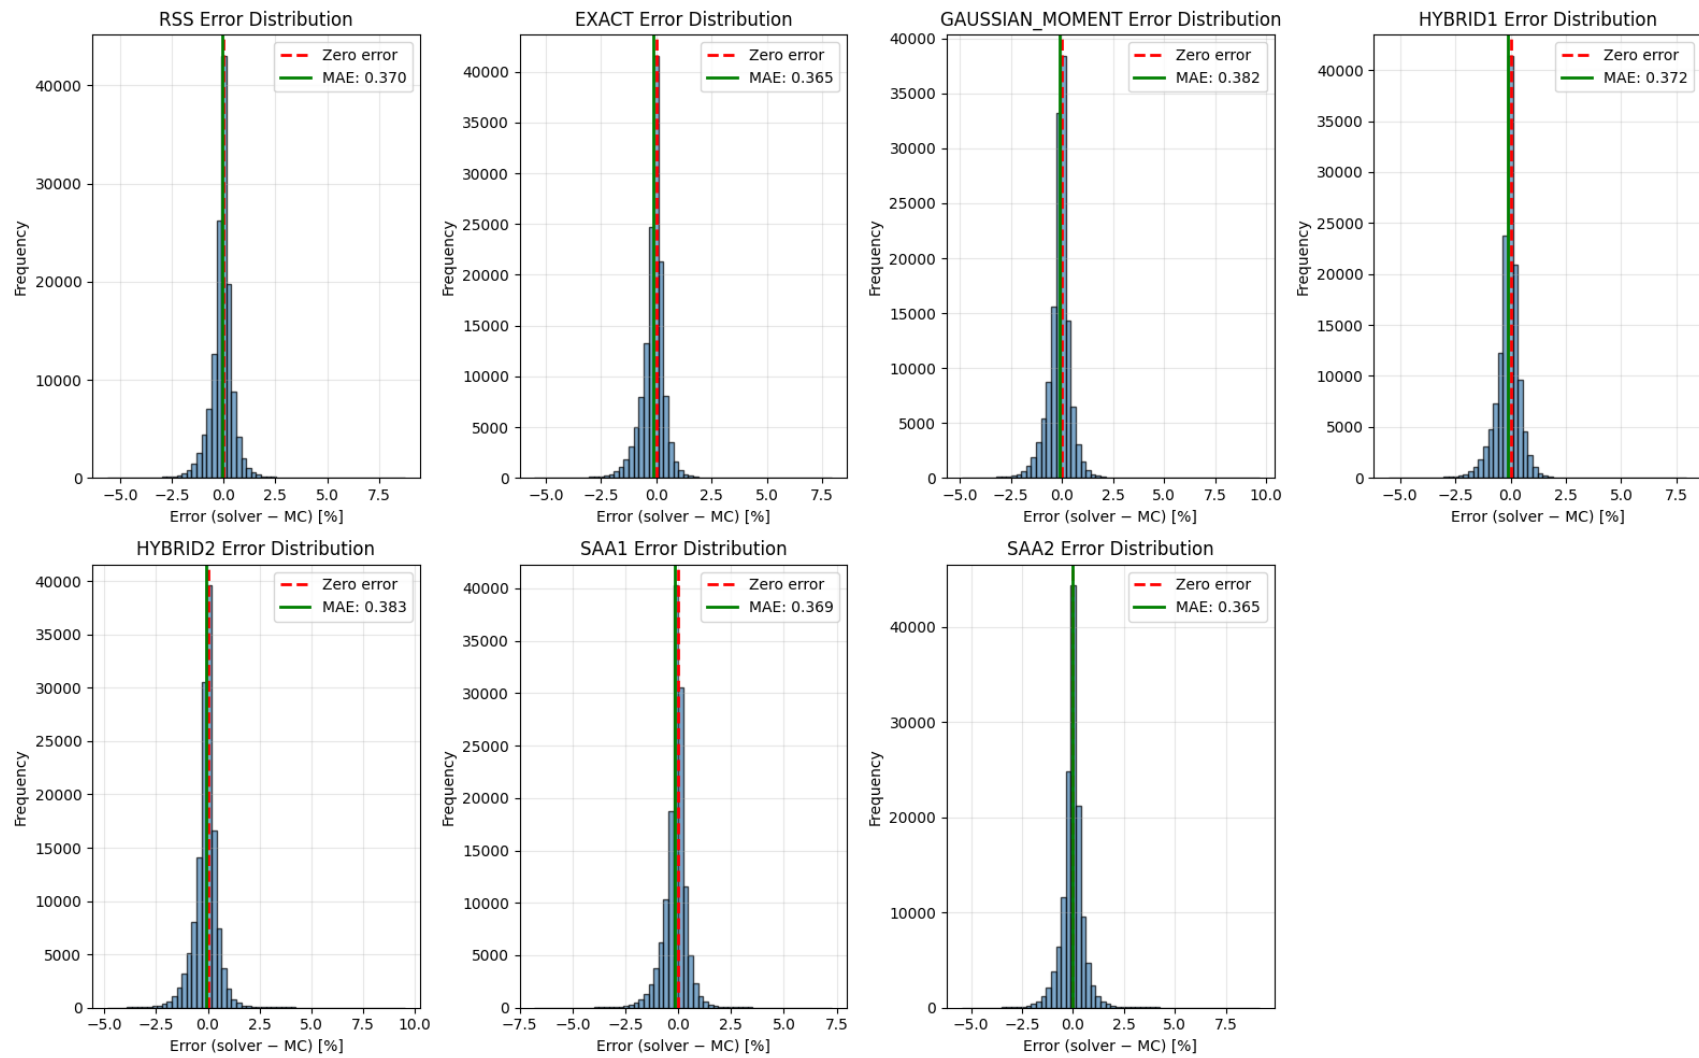 RSS Error Distribution
Zero error
MAE: 0.370
40000
30000
20000
10000
0
Frequency
−5.0 −2.5 0.0 2.5 5.0 7.5
Error (solver − MC) [%]
EXACT Error Distribution
Zero error
MAE: 0.365
40000
35000
30000
25000
20000
15000
10000
5000
0
Frequency
−5.0 −2.5 0.0 2.5 5.0 7.5
Error (solver − MC) [%]
GAUSSIAN_MOMENT Error Distribution
Zero error
MAE: 0.382
40000
35000
30000
25000
20000
15000
10000
5000
0
Frequency
−5.0 −2.5 0.0 2.5 5.0 7.5 10.0
Error (solver − MC) [%]
HYBRID1 Error Distribution
Zero error
MAE: 0.372
40000
35000
30000
25000
20000
15000
10000
5000
0
Frequency
−5.0 −2.5 0.0 2.5 5.0 7.5
Error (solver − MC) [%]
HYBRID2 Error Distribution
Zero error
MAE: 0.383
40000
35000
30000
25000
20000
15000
10000
5000
0
Frequency
−5.0 −2.5 0.0 2.5 5.0 7.5 10.0
Error (solver − MC) [%]
SAA1 Error Distribution
Zero error
MAE: 0.369
40000
35000
30000
25000
20000
15000
10000
5000
0
Frequency
−7.5 −5.0 −2.5 0.0 2.5 5.0 7.5
Error (solver − MC) [%]
SAA2 Error Distribution
Zero error
MAE: 0.365
40000
30000
20000
10000
0
Frequency
−5.0 −2.5 0.0 2.5 5.0 7.5
Error (solver − MC) [%]